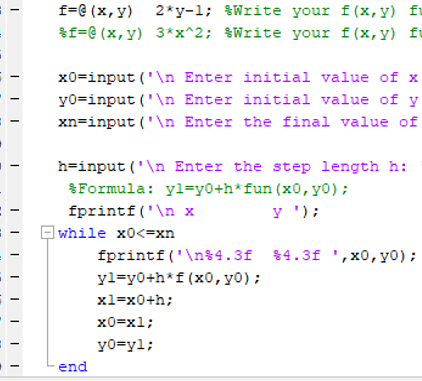 f=@(x,y)  2*y-1; %Write your f(x,y)
%f=@(x,y) 3*x^2; %Write your f(x,y)
x0=input('\n Enter initial value of x
y0=input('\n Enter initial value of y
xn=input('\n Enter the final value of
h=input('\n Enter the step length h: '
%Formula: y1=y0+h*fun(x0,y0);
fprintf('\n x          y ');
while x0<=xn
fprintf('\n%4.3f  %4.3f ',x0,y0);
y1=y0+h*f(x0,y0);
x1=x0+h;
x0=x1;
y0=y1;
end